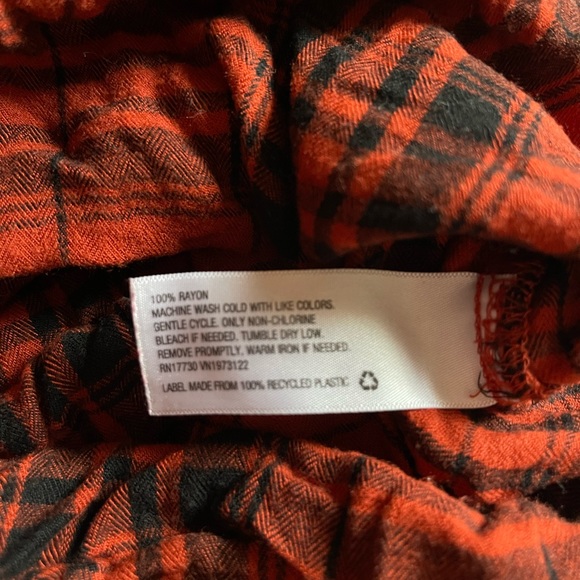 100% RAYON
MACHINE WASH COLD WITH LIKE COLORS.
GENTLE CYCLE. ONLY NON-CHLORINE
BLEACH IF NEEDED. TUMBLE DRY LOW.
REMOVE PROMPTLY. WARM IRON IF NEEDED.
RN17730 VN1973122
LABEL MADE FROM 100% RECYCLED PLASTIC